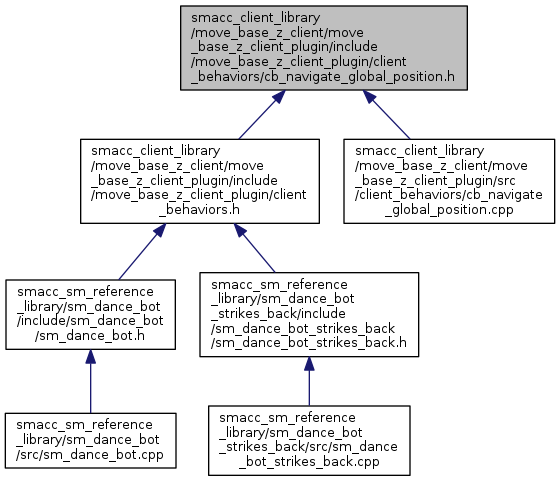 smacc_client_library
/move_base_z_client/move
_base_z_client_plugin/include
/move_base_z_client_plugin/client
_behaviors/cb_navigate_global_position.h
smacc_client_library
/move_base_z_client/move
_base_z_client_plugin/include
/move_base_z_client_plugin/client
_behaviors.h
smacc_client_library
/move_base_z_client/move
_base_z_client_plugin/src
/client_behaviors/cb_navigate
_global_position.cpp
smacc_sm_reference
_library/sm_dance_bot
/include/sm_dance_bot
/sm_dance_bot.h
smacc_sm_reference
_library/sm_dance_bot
_strikes_back/include
/sm_dance_bot_strikes_back
/sm_dance_bot_strikes_back.h
smacc_sm_reference
_library/sm_dance_bot
/src/sm_dance_bot.cpp
smacc_sm_reference
_library/sm_dance_bot
_strikes_back/src/sm_dance
_bot_strikes_back.cpp